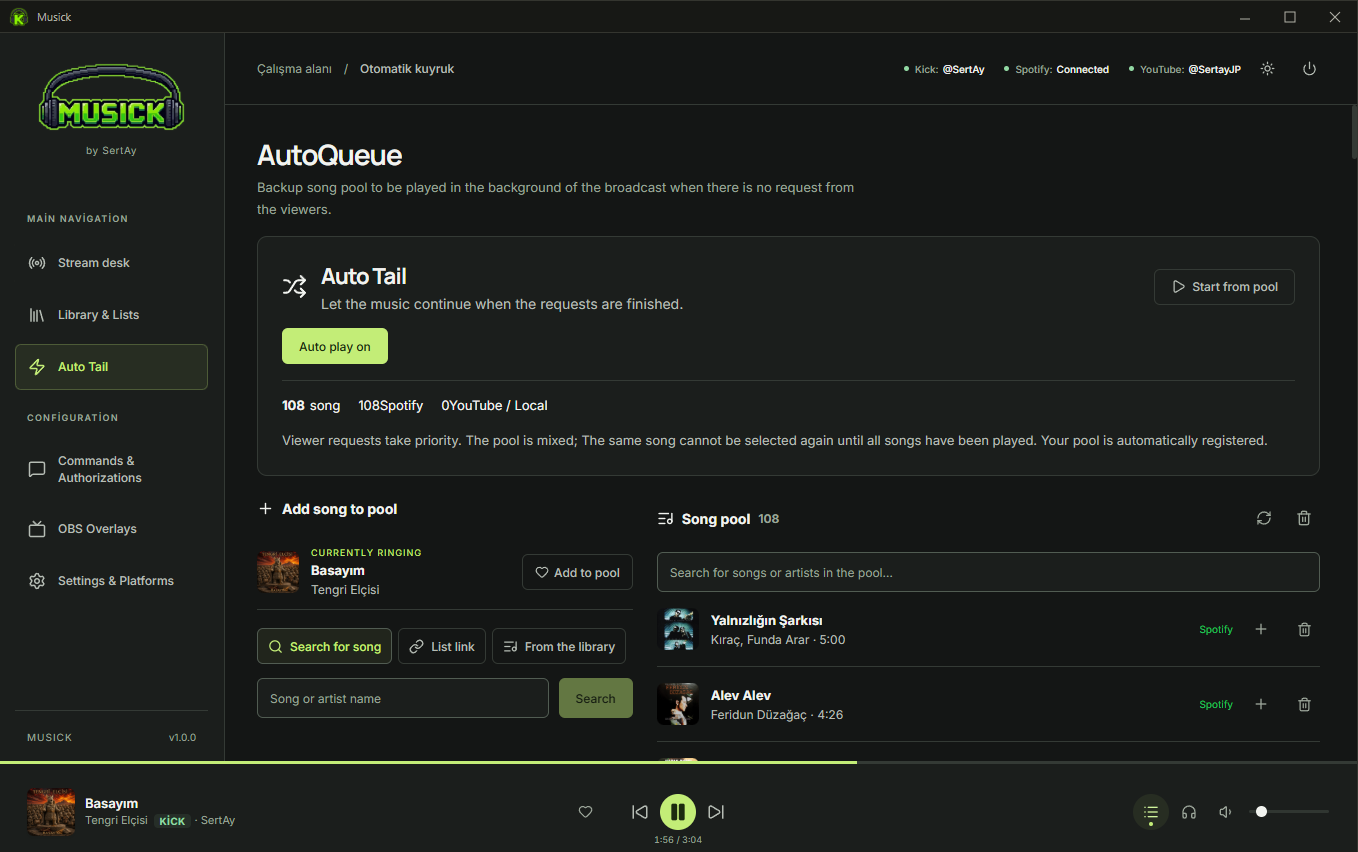 Musick
MUSICK
by SertAy
MAİN NAVİGATİON
Stream desk
Library & Lists
Auto Tail
CONFİGURATİON
Commands &
Authorizations
OBS Overlays
Settings & Platforms
MUSICK v1.0.0
Çalışma alanı / Otomatik kuyruk
Kick: @SertAy Spotify: Connected YouTube: @SertayJP
AutoQueue
Backup song pool to be played in the background of the broadcast when there is no request from
the viewers.
Auto Tail
Let the music continue when the requests are finished.
Start from pool
Auto play on
108 song 108Spotify 0YouTube / Local
Viewer requests take priority. The pool is mixed; The same song cannot be selected again until all songs have been played. Your pool is automatically registered.
Add song to pool
CURRENTLY RINGING
Basayım
Tengri Elçisi
Add to pool
Search for song List link From the library
Song or artist name Search
Song pool 108
Search for songs or artists in the pool...
Yalnızlığın Şarkısı
Kıraç, Funda Arar · 5:00
Spotify
Alev Alev
Feridun Düzağaç · 4:26
Spotify
Basayım
Tengri Elçisi KİCK · SertAy
1:56 / 3:04